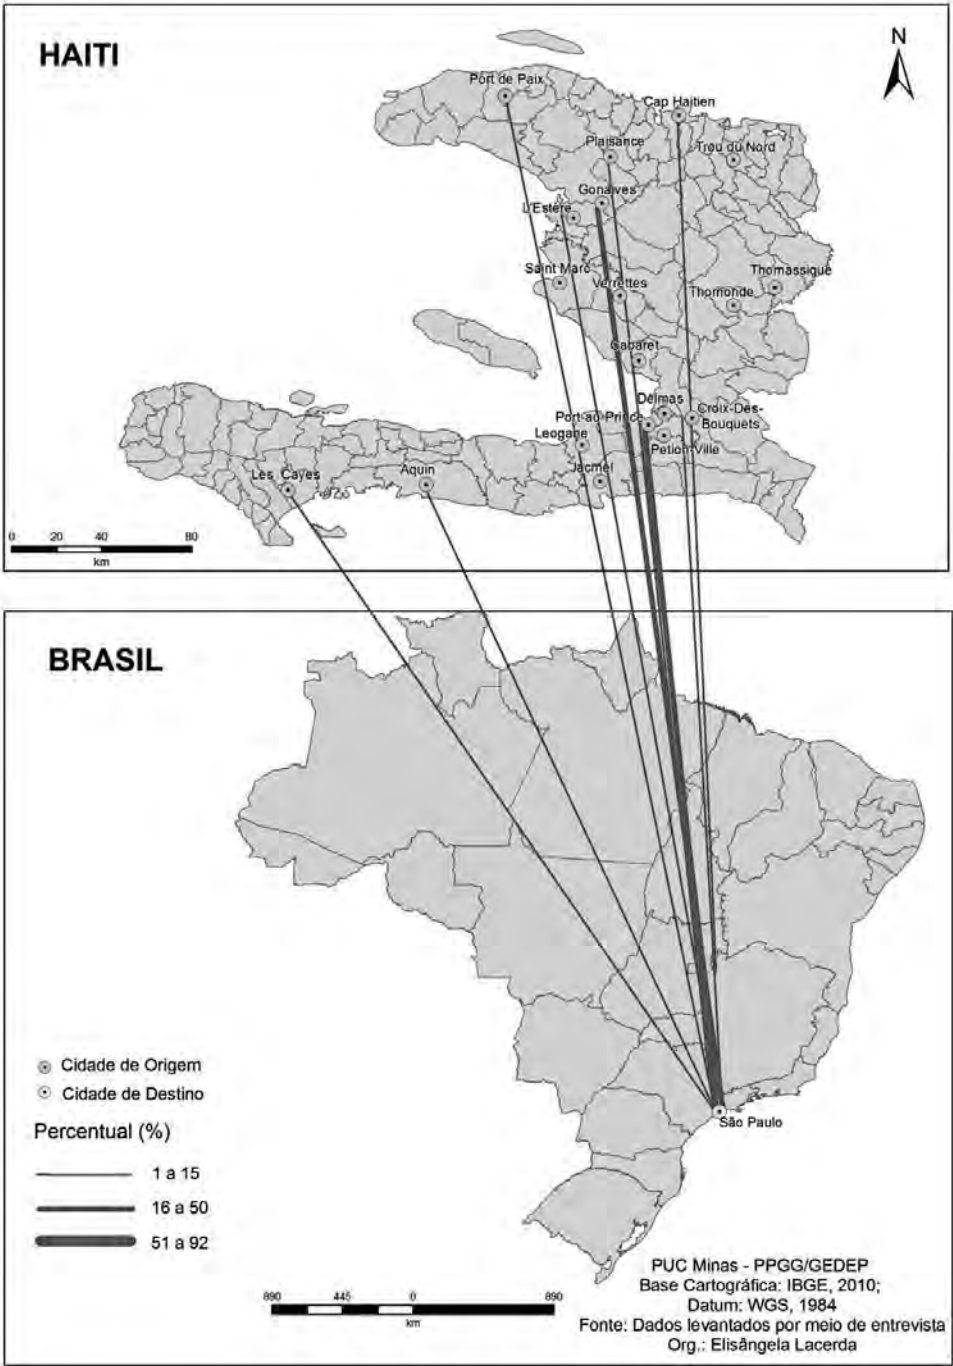 HAITI
N
Port de Paix
Cap Haitien
Plaisance
Trou du Nord
Gonaives
L'Estere
Saint Marc
Verrettes
Thomassique
Thomonde
Cabaret
Delmas
Croix-Des-
Bouquets
Port-au-Prince
Leogane
Petion-Ville
Jacmel
Les Cayes
Aquin
0 20 40 80
km
BRASIL
São Paulo
Cidade de Origem
Cidade de Destino
Percentual (%)
1 a 15
16 a 50
51 a 92
890 445 0 890
km
PUC Minas - PPGG/GEDEP
Base Cartográfica: IBGE, 2010;
Datum: WGS, 1984
Fonte: Dados levantados por meio de entrevista
Org.: Elisângela Lacerda